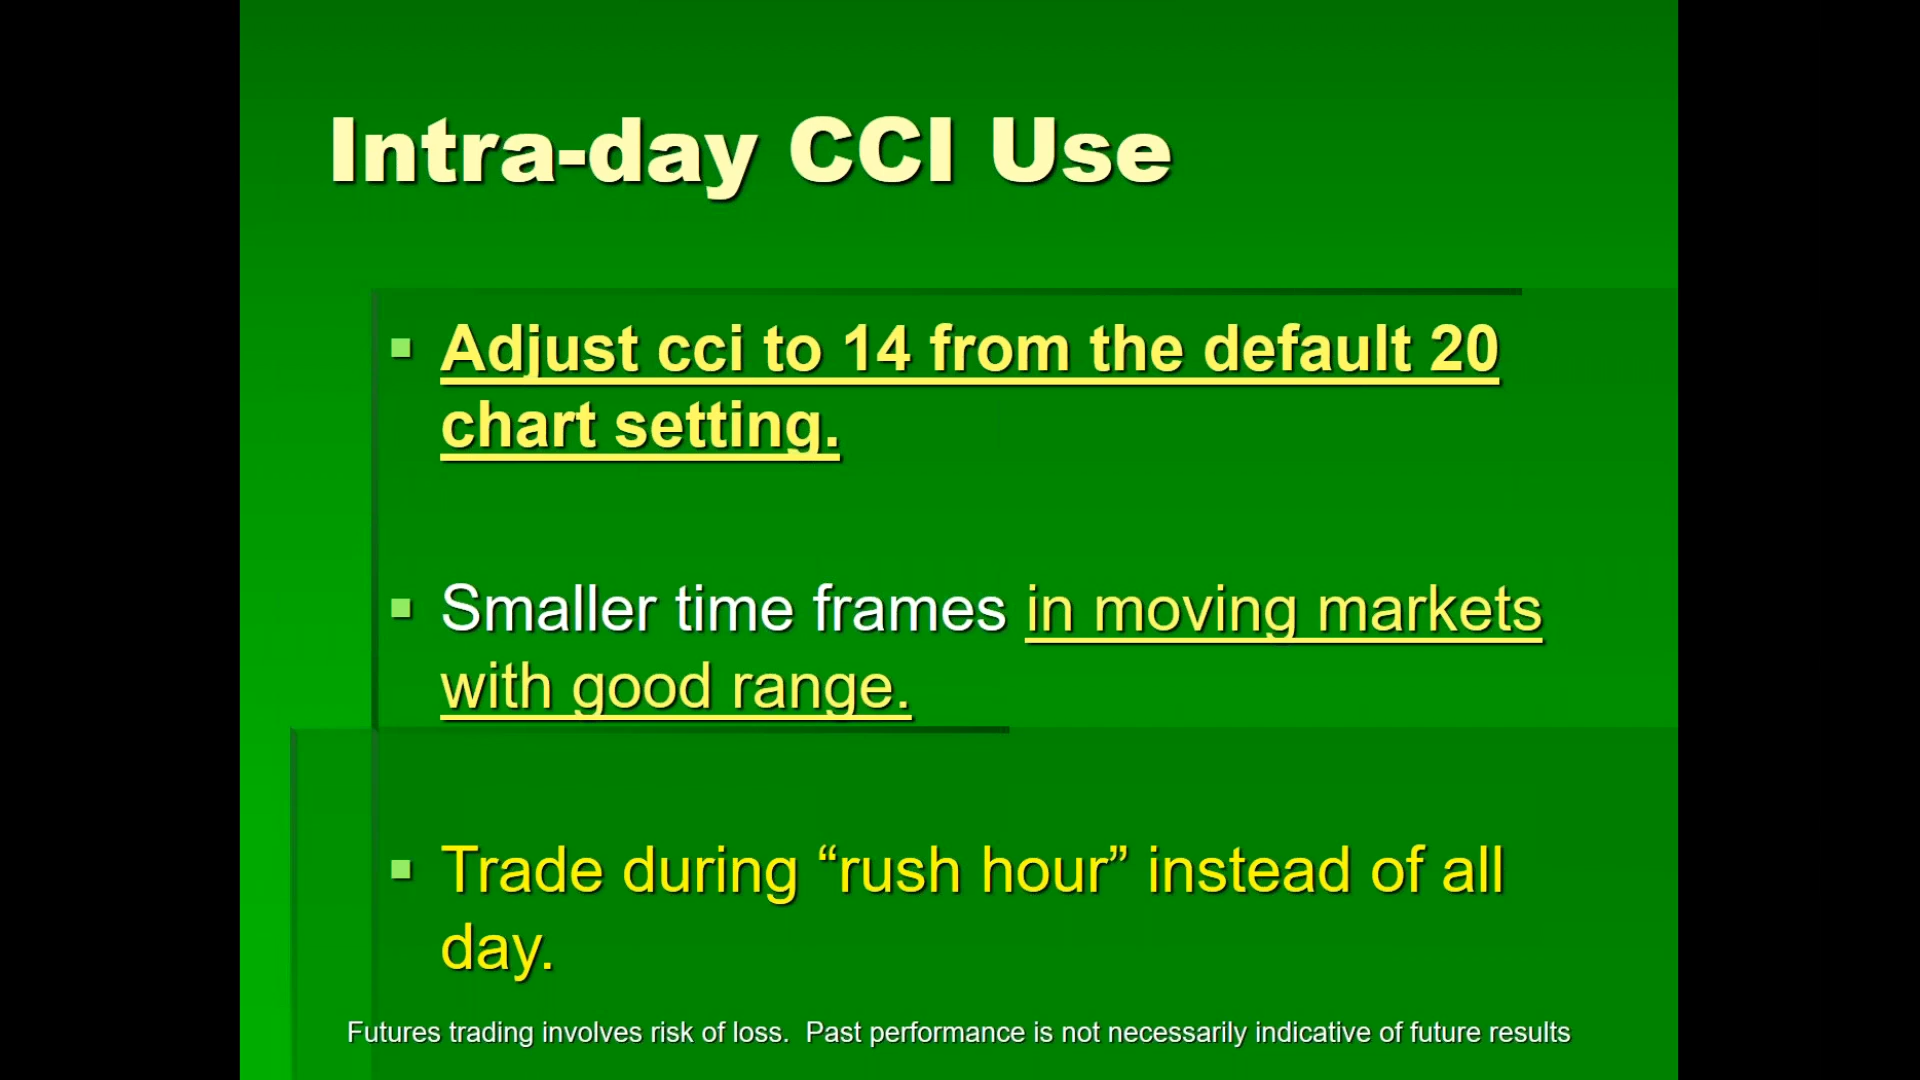 Intra-day CCI Use
▪ Adjust cci to 14 from the default 20
chart setting.
▪ Smaller time frames in moving markets
with good range.
▪ Trade during “rush hour” instead of all
day.
Futures trading involves risk of loss.  Past performance is not necessarily indicative of future results